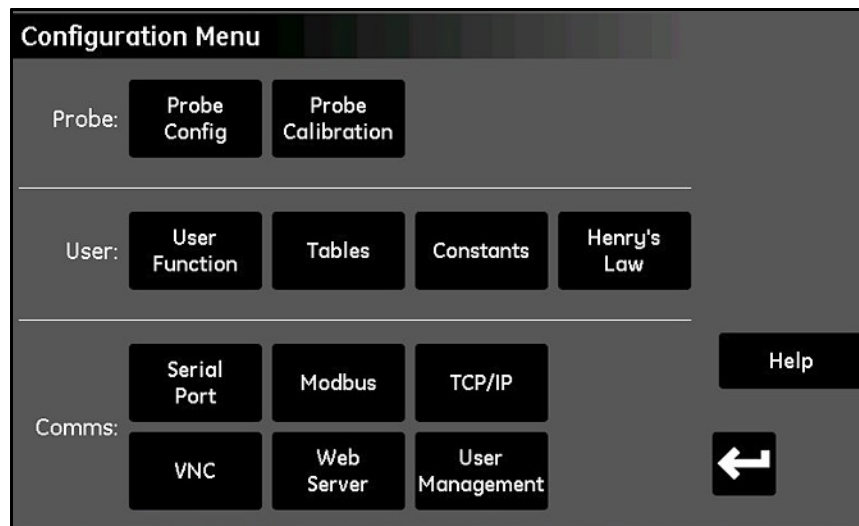 Configuration Menu
Probe:
Probe
Config
Probe
Calibration
User:
User
Function
Tables
Constants
Henry's
Law
Comms:
Serial
Port
Modbus
TCP/IP
VNC
Web
Server
User
Management
Help